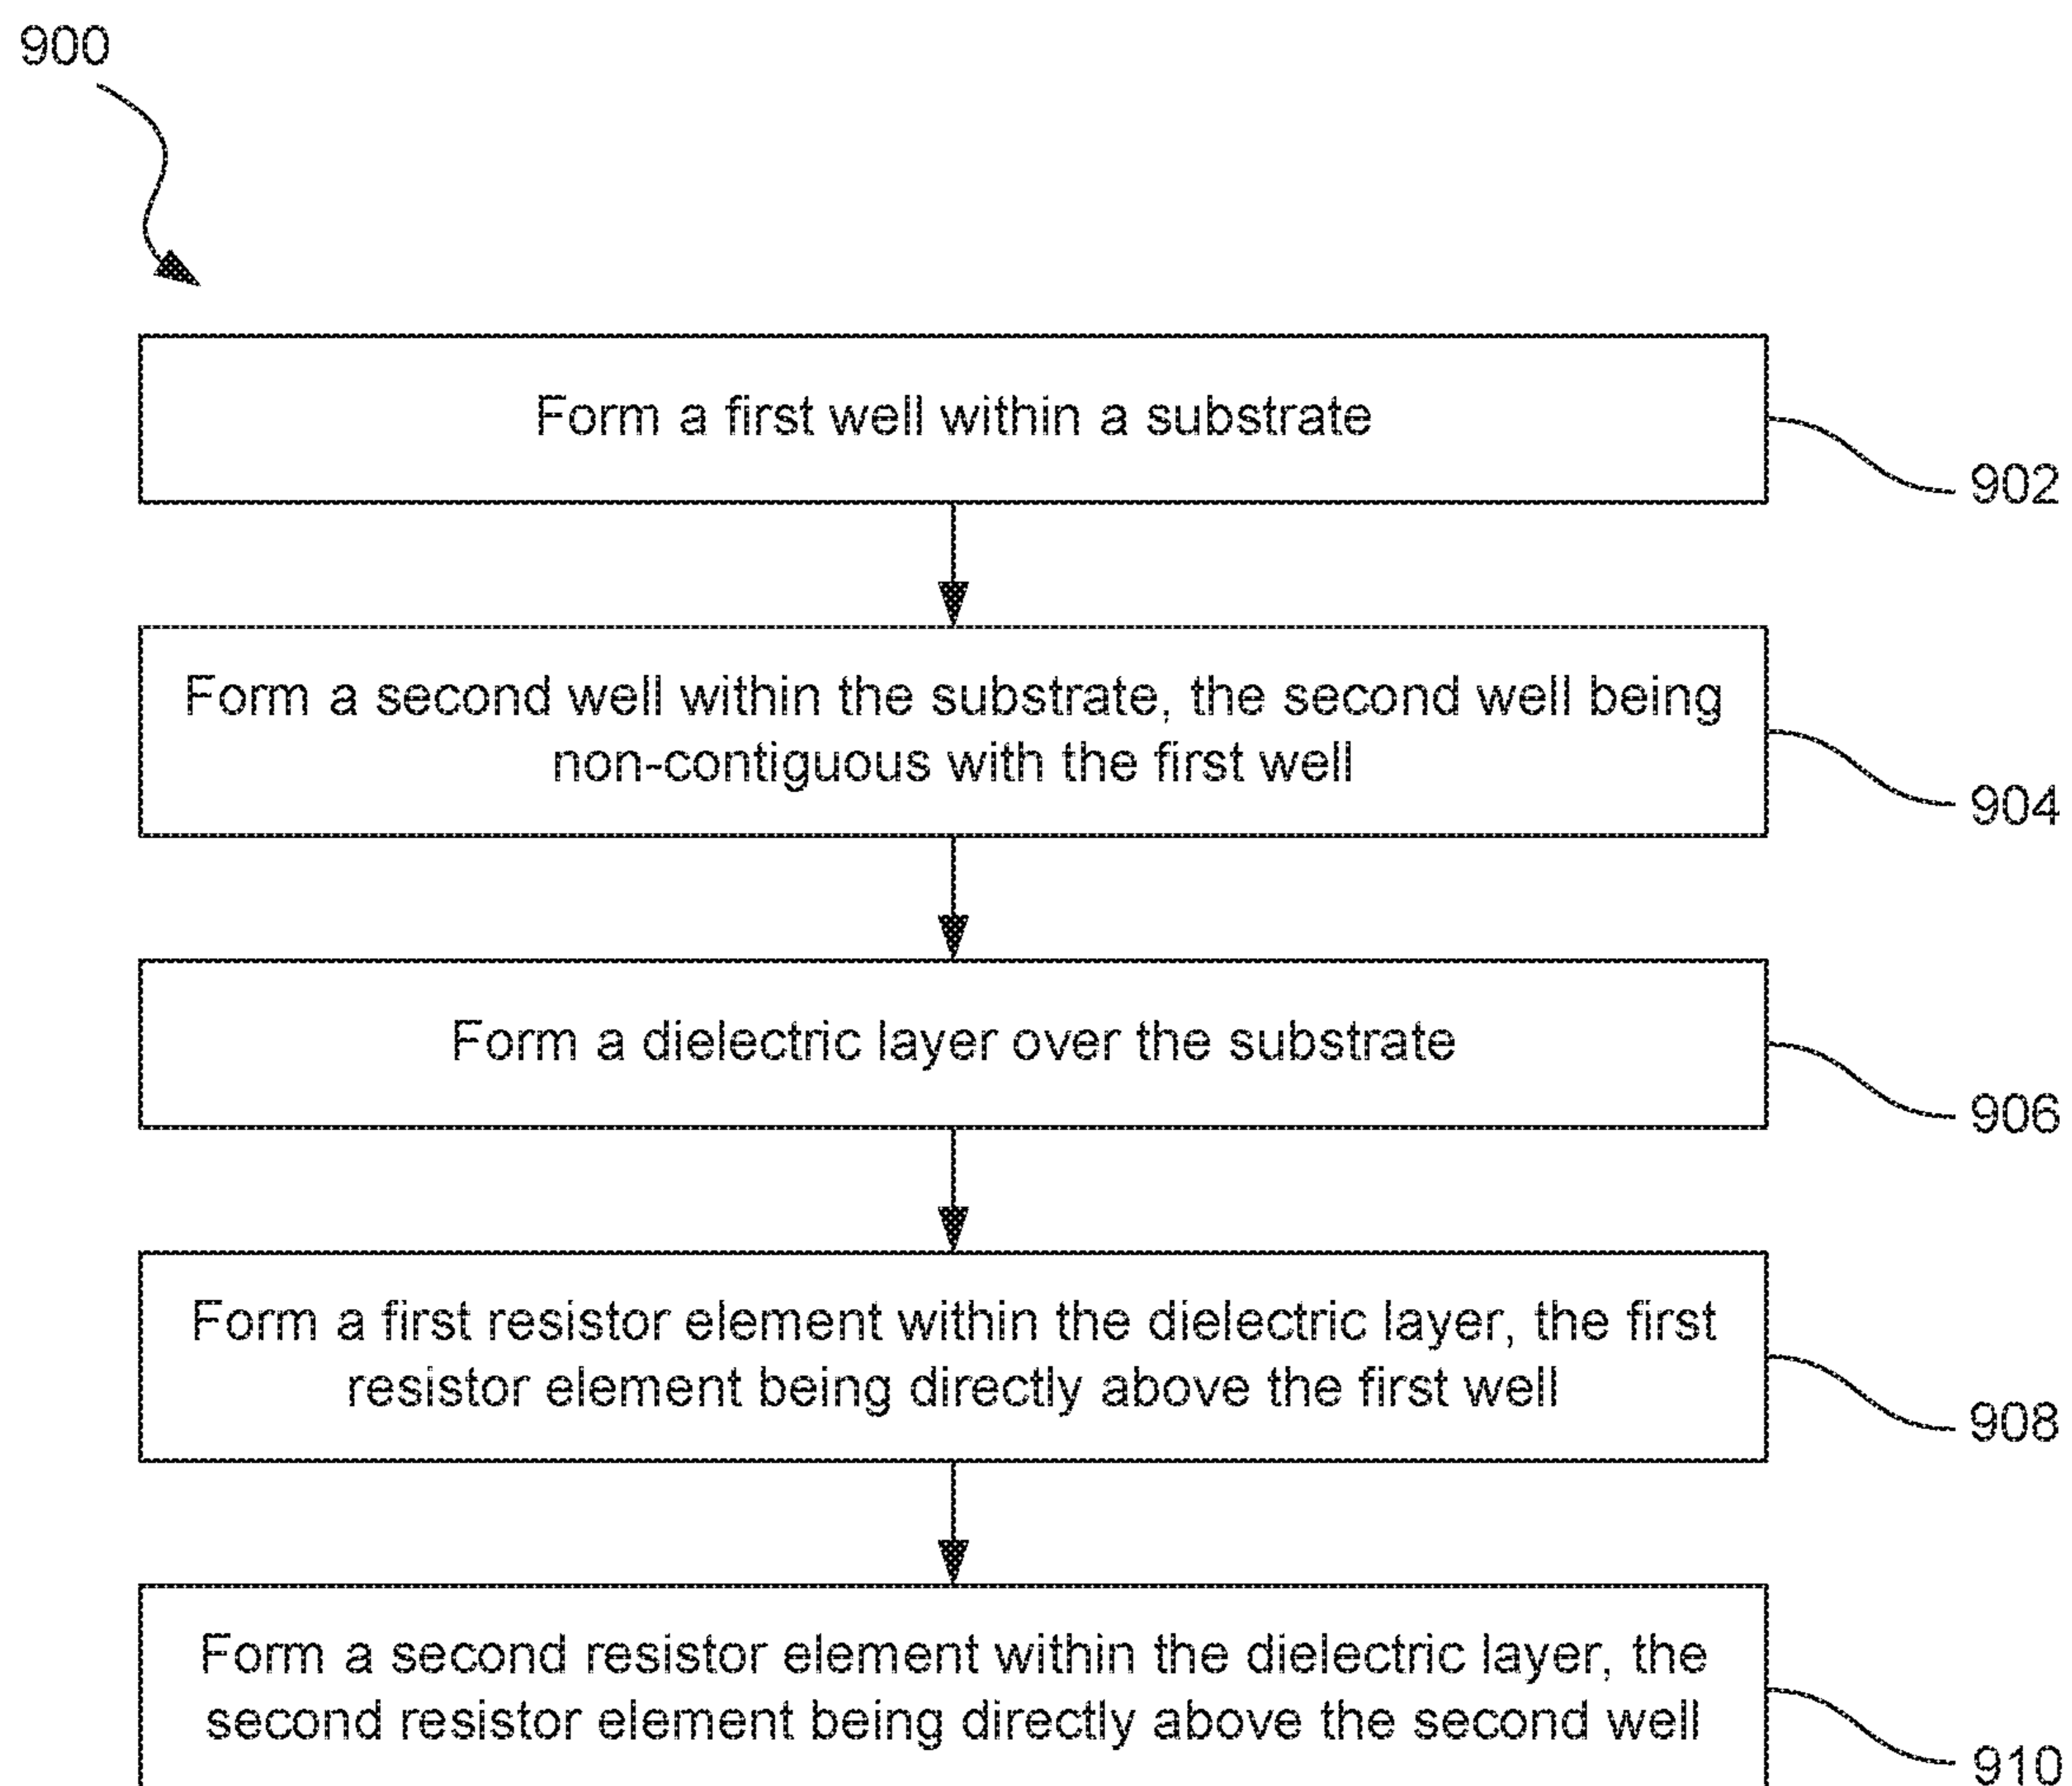 900
Form a first well within a substrate
902
Form a second well within the substrate, the second well being
non-contiguous with the first well
904
Form a dielectric layer over the substrate
906
Form a first resistor element within the dielectric layer, the first
resistor element being directly above the first well
908
Form a second resistor element within the dielectric layer, the
second resistor element being directly above the second well
910